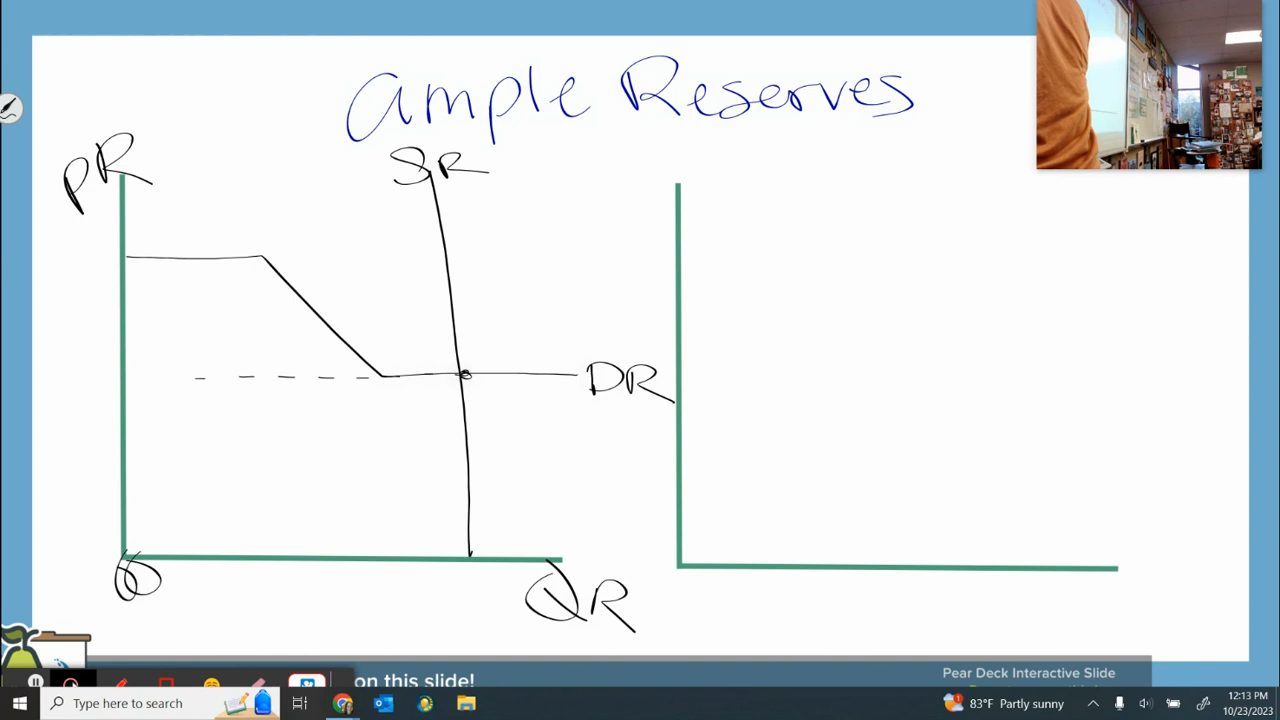 Ample Reserves
PR
SR
DR
QR
on this slide!
Pear Deck Interactive Slide
Type here to search
83°F Partly sunny
12:13 PM
10/23/2023